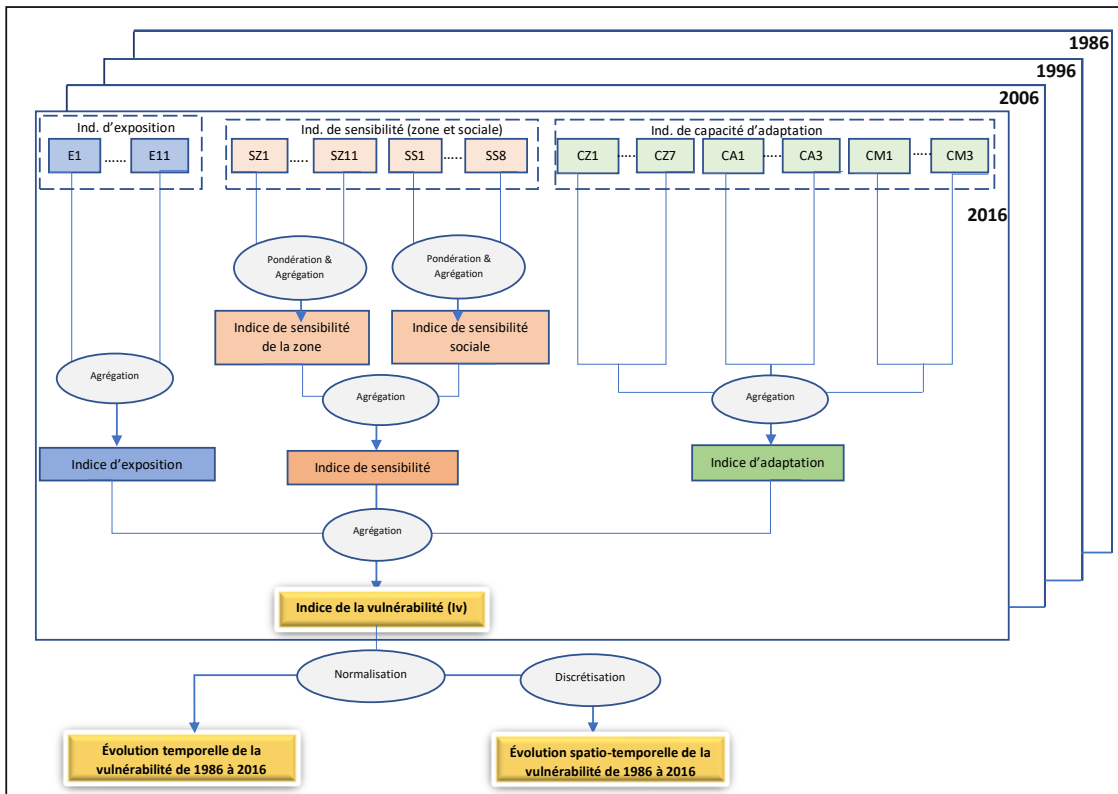 1986
1996
2006
Ind. d'exposition
Ind. de sensibilité (zone et sociale)
Ind. de capacité d'adaptation
E1 ...... E11
SZ1 ..... SZ11 SS1 ..... SS8
CZ1 ..... CZ7 CA1 ..... CA3 CM1 ..... CM3
2016
Pondération &
Agrégation
Pondération &
Agrégation
Indice de sensibilité
de la zone
Indice de sensibilité
sociale
Agrégation
Agrégation
Agrégation
Indice d'exposition
Indice de sensibilité
Indice d'adaptation
Agrégation
Indice de la vulnérabilité (Iv)
Normalisation
Discrétisation
Évolution temporelle de la
vulnérabilité de 1986 à 2016
Évolution spatio-temporelle de la
vulnérabilité de 1986 à 2016